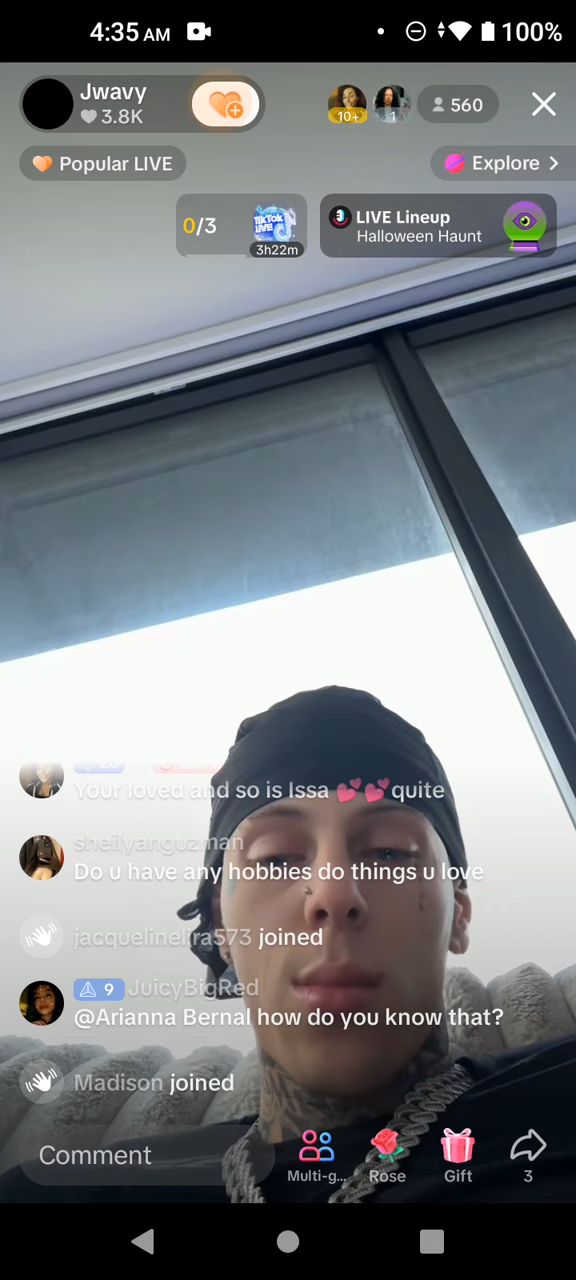 4:35 AM
100%
Jwavy
3.8K
10+
1
560
Popular LIVE
Explore
0/3
TikTok LIVE
3h22m
LIVE Lineup
Halloween Haunt
Your loved and so is Issa 💕💕 quite
sheilyanguzman
Do u have any hobbies do things u love
jacquelinelira573 joined
9 JuicyBigRed
@Arianna Bernal how do you know that?
Madison joined
Comment
Multi-g...
Rose
Gift
3